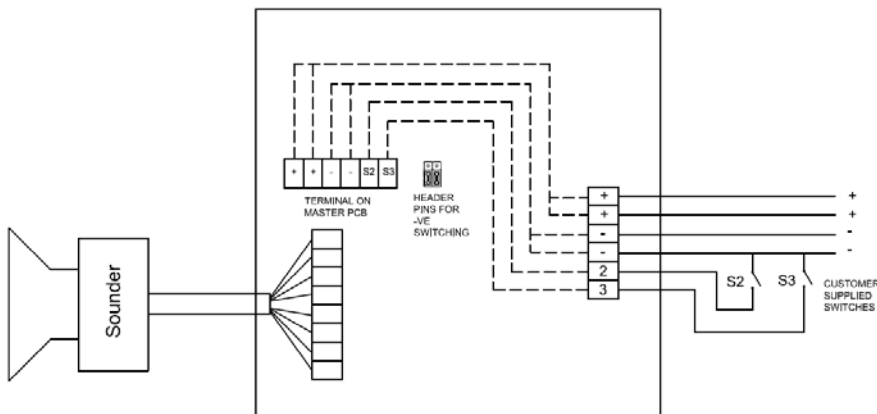 + + - - S2 S3
TERMINAL ON
MASTER PCB
HEADER
PINS FOR
-VE
SWITCHING
Sounder
+
+
-
-
2
3
+
+
-
-
S2
S3
CUSTOMER
SUPPLIED
SWITCHES